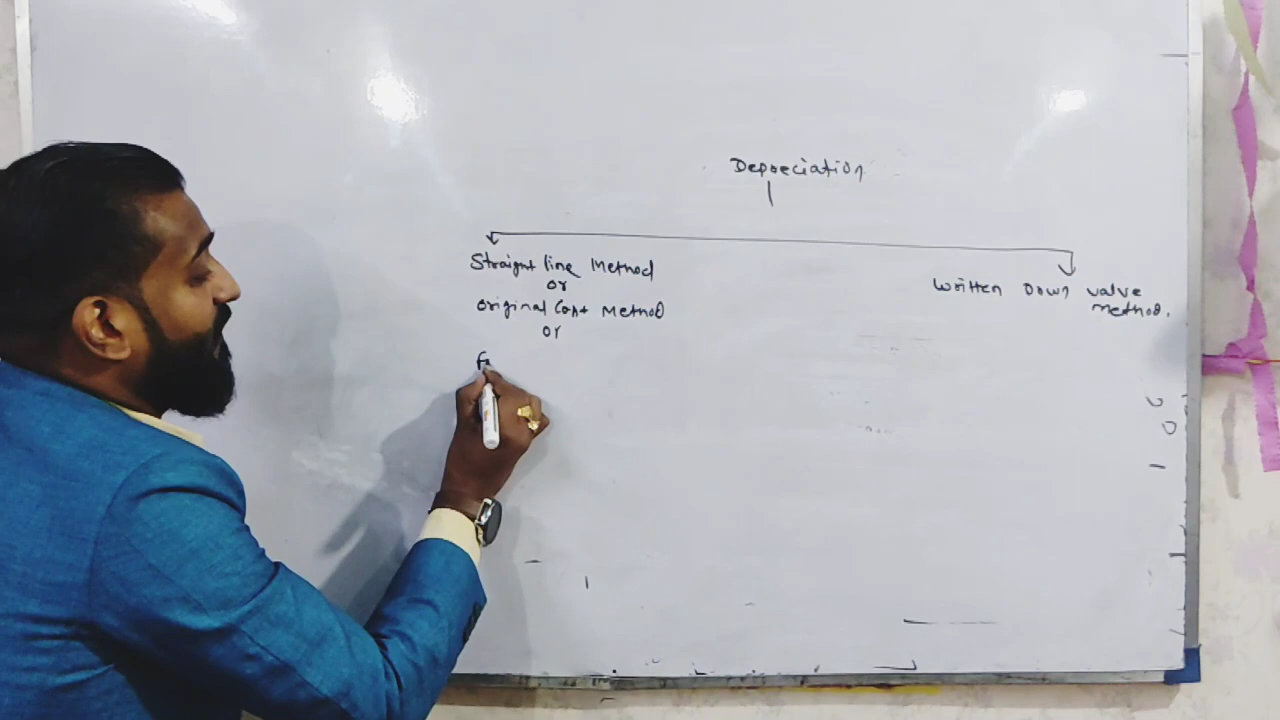 Depreciation
Straight line Method
or
original Cost Method
or
Written Down value
method.